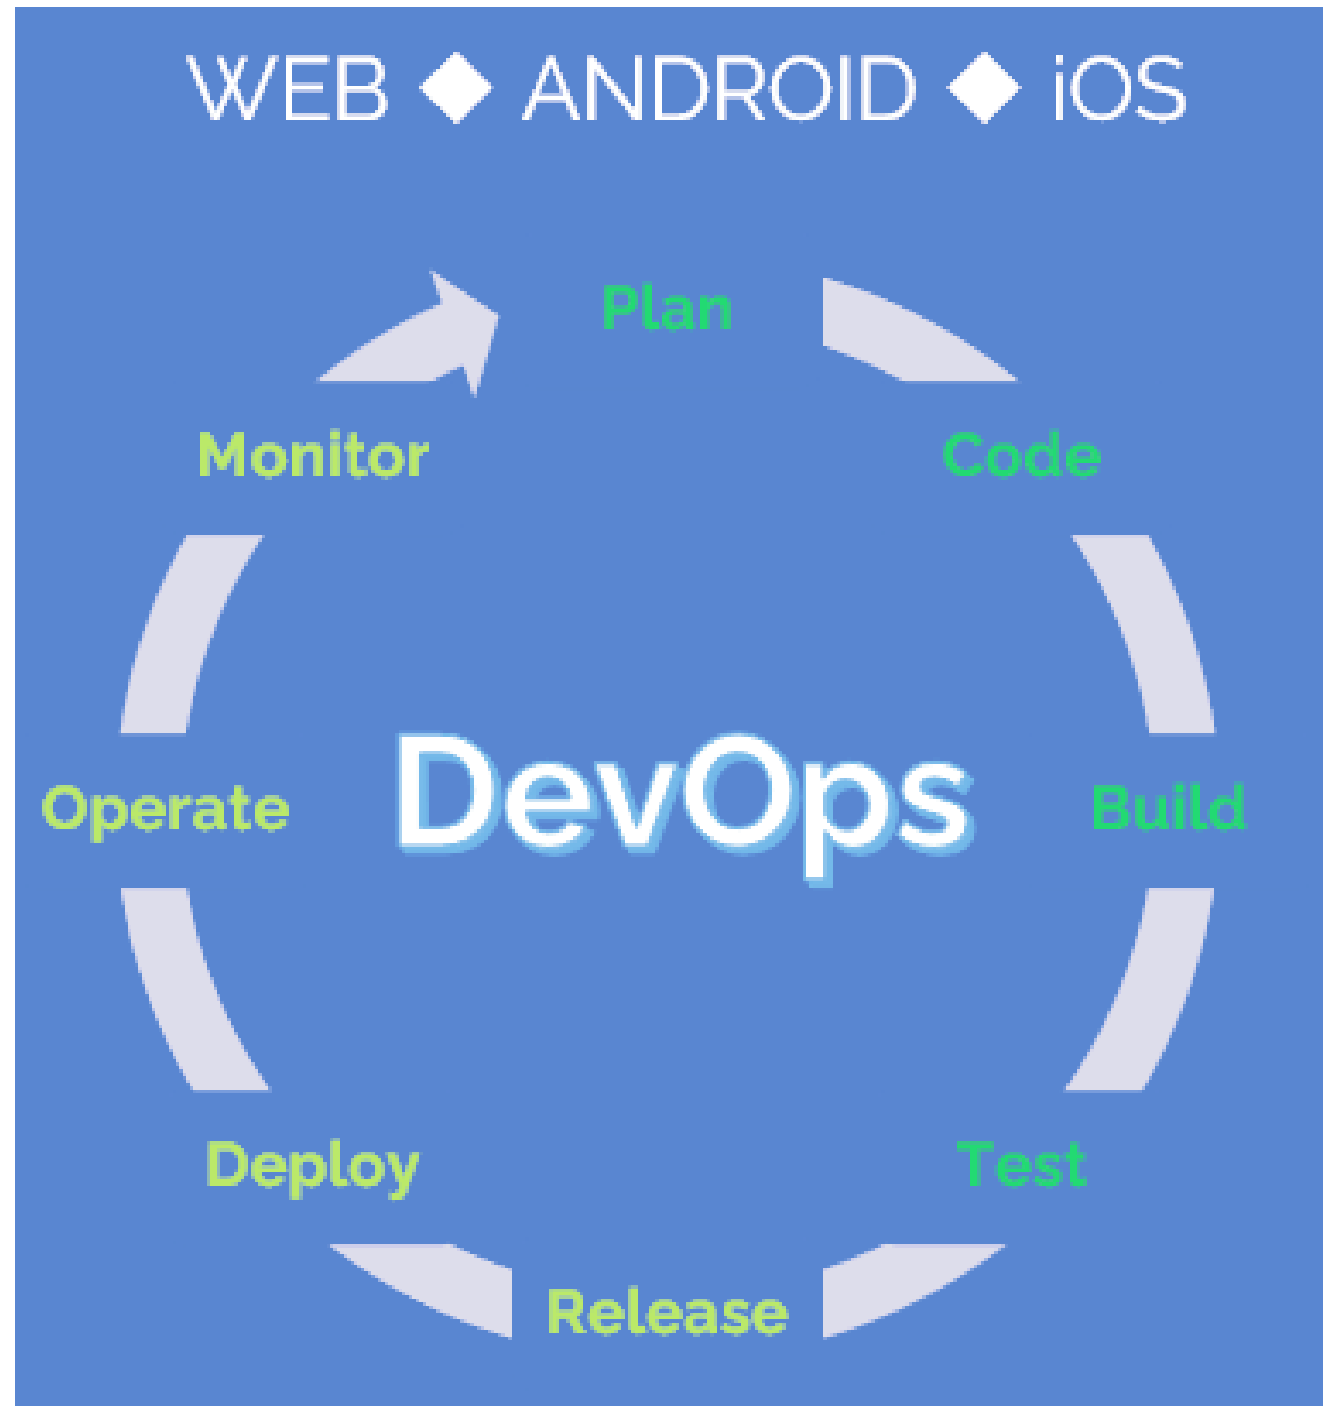 WEB ◆ ANDROID ◆ iOS
Plan
Monitor
Code
Operate
DevOps
Build
Deploy
Test
Release